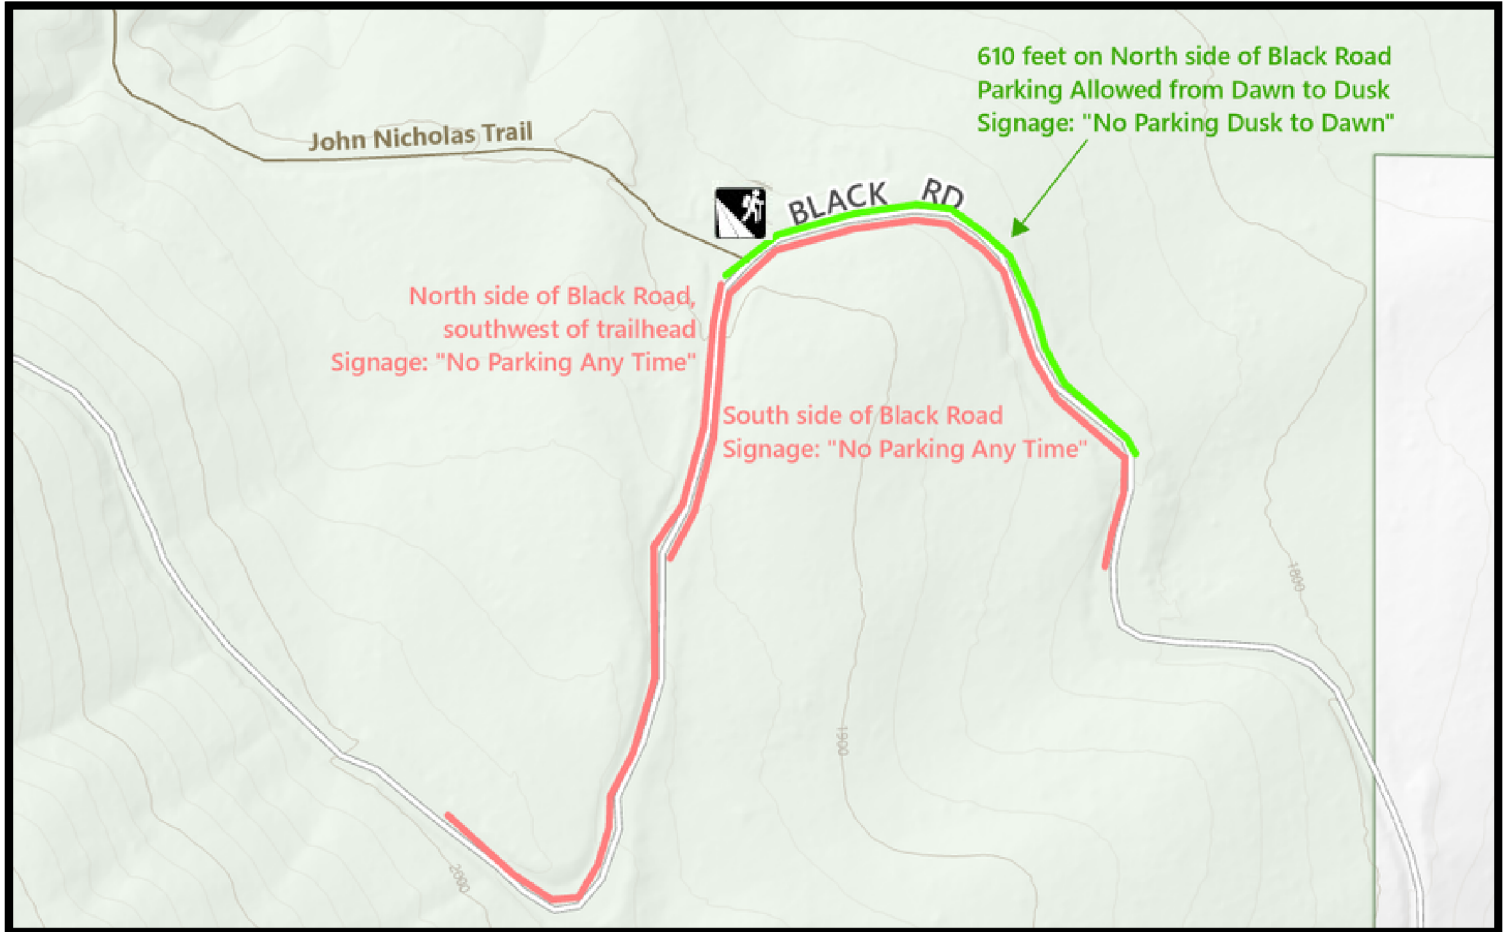 610 feet on North side of Black Road
Parking Allowed from Dawn to Dusk
Signage: "No Parking Dusk to Dawn"
John Nicholas Trail
BLACK RD
North side of Black Road,
southwest of trailhead
Signage: "No Parking Any Time"
South side of Black Road
Signage: "No Parking Any Time"
1800
1900
2000